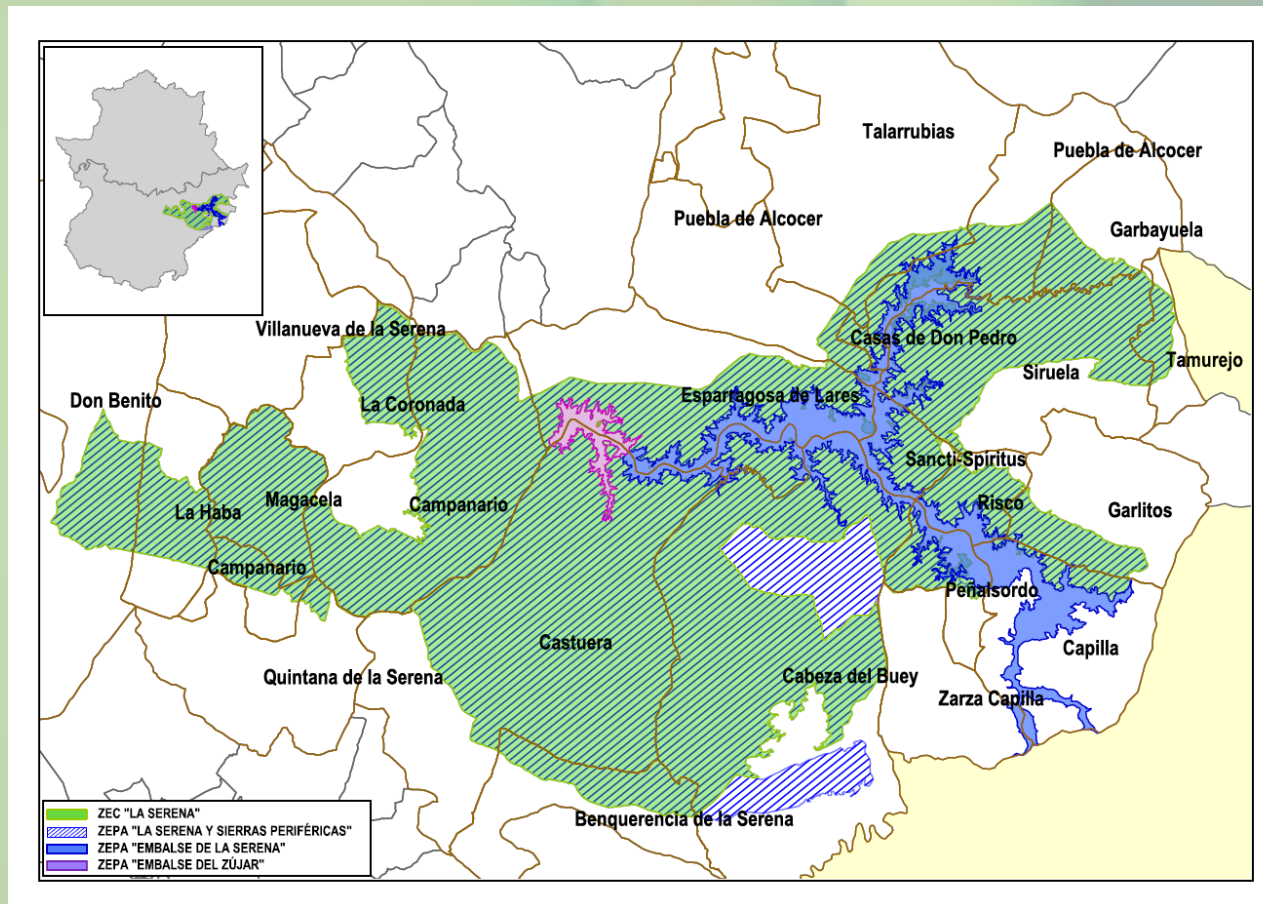 Talarrubias
Puebla de Alcocer
Puebla de Alcocer
Garbayuela
Villanueva de la Serena
Casas de Don Pedro
Tamurejo
Siruela
Don Benito
Esparragosa de Lares
La Coronada
Sancti-Spiritus
Magacela
Campanario
Risco
La Haba
Garlitos
Campanario
Peñalsordo
Castuera
Capilla
Quintana de la Serena
Cabeza del Buey
Zarza Capilla
Benquerencia de la Serena
ZEC "LA SERENA"
ZEPA "LA SERENA Y SIERRAS PERIFÉRICAS"
ZEPA "EMBALSE DE LA SERENA"
ZEPA "EMBALSE DEL ZÚJAR"